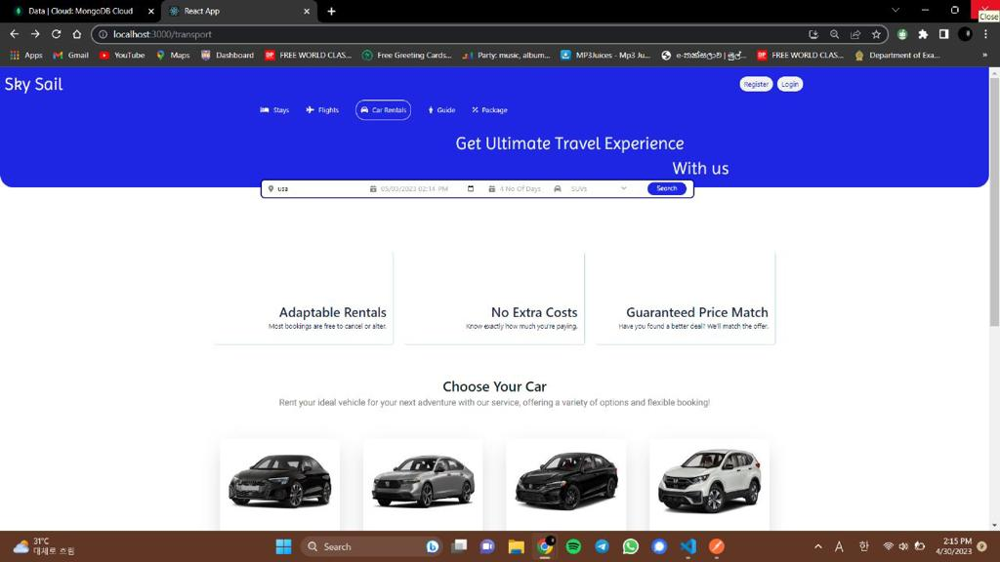 Data | Cloud: MongoDB Cloud
React App
Close
localhost:3000/transport
Apps
Gmail
YouTube
Maps
Dashboard
FREE WORLD CLAS...
Free Greeting Cards...
Party: music, album...
MP3Juices - Mp3 Ju...
FREE WORLD CLAS...
Department of Exa...
Sky Sail
Register
Login
Stays
Flights
Car Rentals
Guide
Package
Get Ultimate Travel Experience
With us
usa
05/03/2023 02:14 PM
4 No Of Days
SUVs
Search
Adaptable Rentals
Most bookings are free to cancel or alter.
No Extra Costs
Know exactly how much you're paying.
Guaranteed Price Match
Have you found a better deal? We'll match the offer.
Choose Your Car
Rent your ideal vehicle for your next adventure with our service, offering a variety of options and flexible booking!
31°C
대체로 흐림
Search
A
한
2:15 PM
4/30/2023